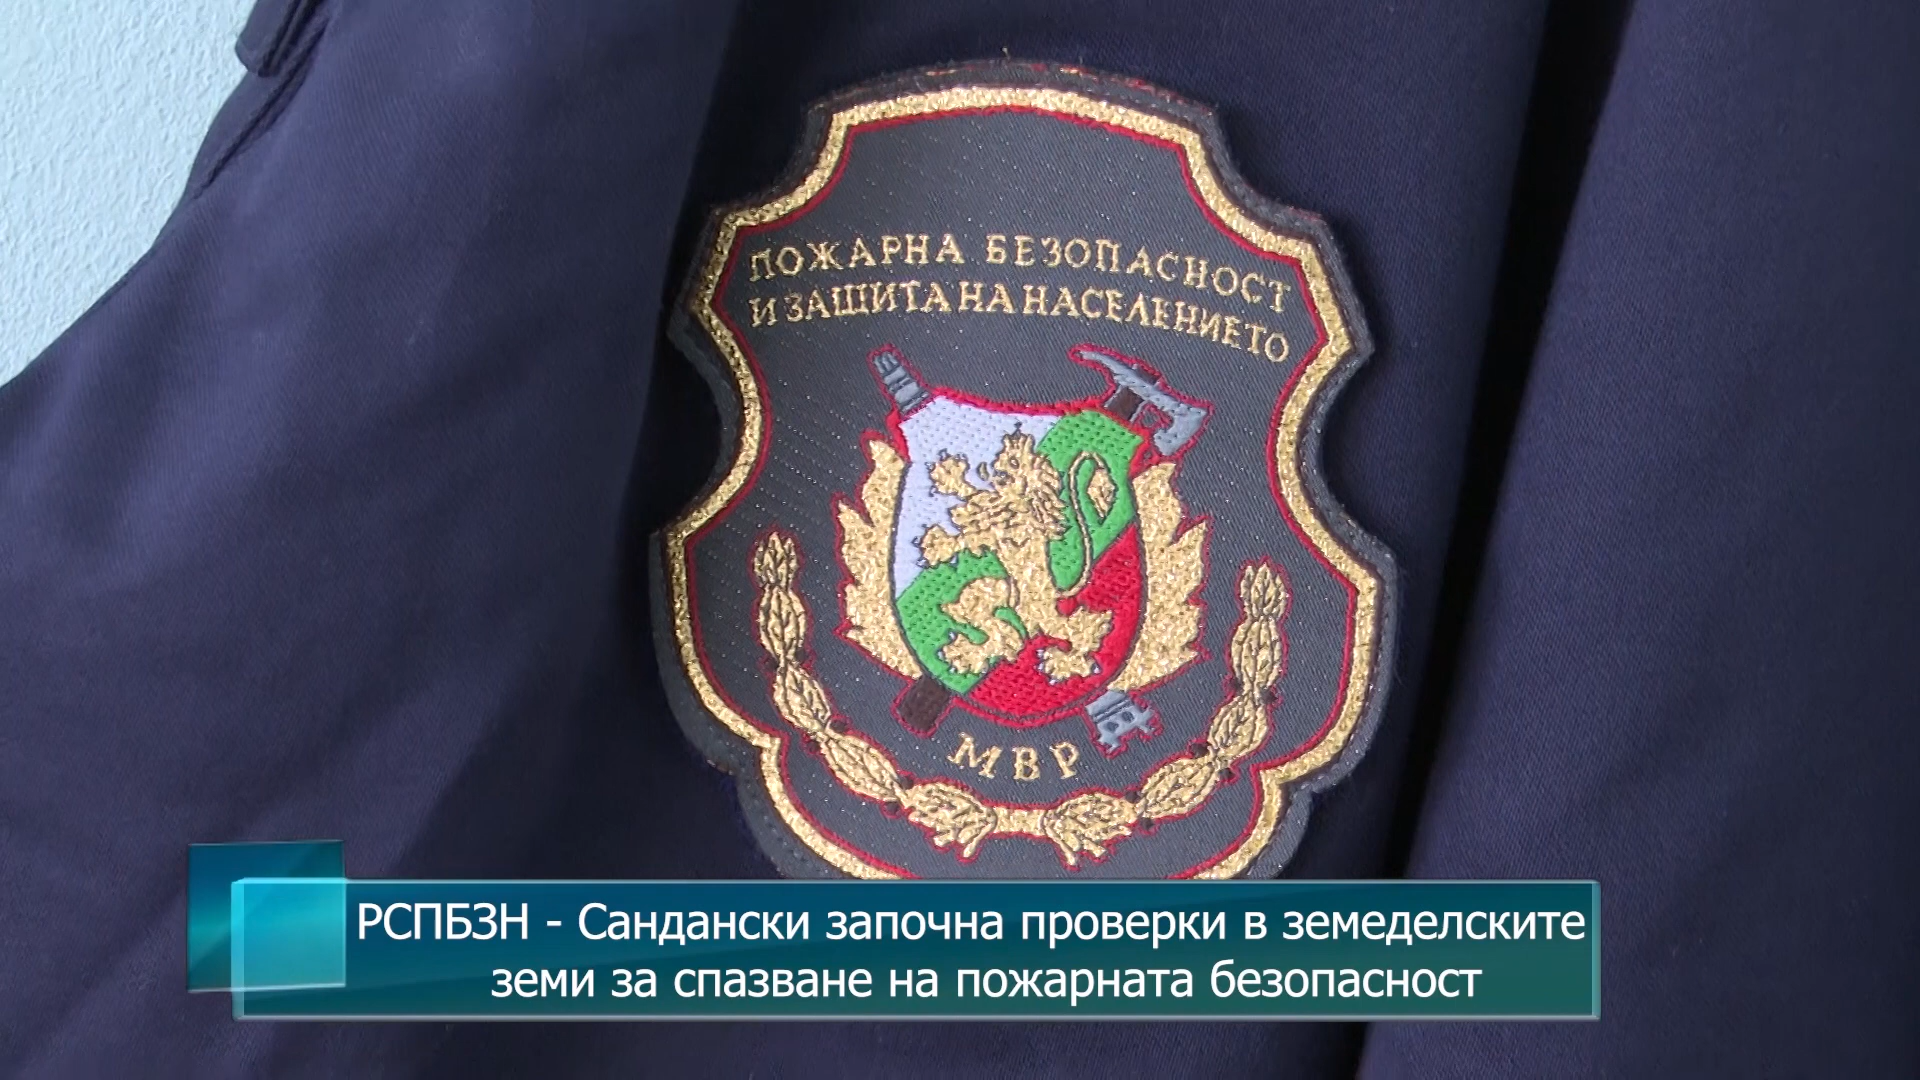 ПОЖАРНА БЕЗОПАСНОСТ
И ЗАЩИТА НА НАСЕЛЕНИЕТО
МВР
РСПБЗН - Сандански започна проверки в земеделските
земи за спазване на пожарната безопасност